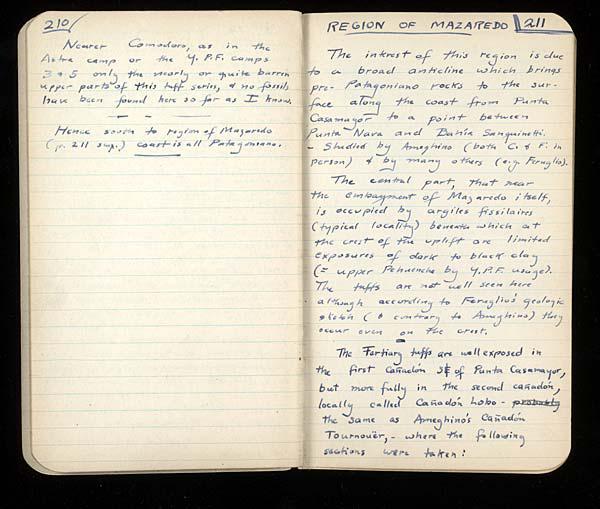 210
Nearer Comodoro, as in the
Astra camp or the Y.P.F. camps
3 & 5 only the nearly or quite barren
upper parts of this tuff series, & no fossils
have been found here so far as I know.
Hence south to region of Mazaredo
(p. 211 seq.) coast is all Patagoniano.
REGION OF MAZAREDO 211
The interest of this region is due
to a broad anticline which brings
pre-Patagoniano rocks to the sur-
face along the coast from Punta
Casamayor to a point between
Punta Nava and Bahía Sanguinetti.
- Studied by Ameghino (both C. & F. in
person) & by many others (e.g. Feruglio).
The central part, that near
the embayment of Mazaredo itself,
is occupied by argiles fissilaires
(typical locality) beneath which at
the crest of the uplift are limited
exposures of dark to black clay
(= upper Pehuenche by Y.P.F. usage).
The tuffs are not well seen here
although according to Feruglio's geologic
sketch (& contrary to Ameghino) they
occur even on the crest.
The Tertiary tuffs are well exposed in
the first Cañadón SE of Punta Casamayor,
but more fully in the second cañadón,
locally called Cañadón Lobo - probably
the same as Ameghino's Cañadón
Tournouër, - where the following
sections were taken: